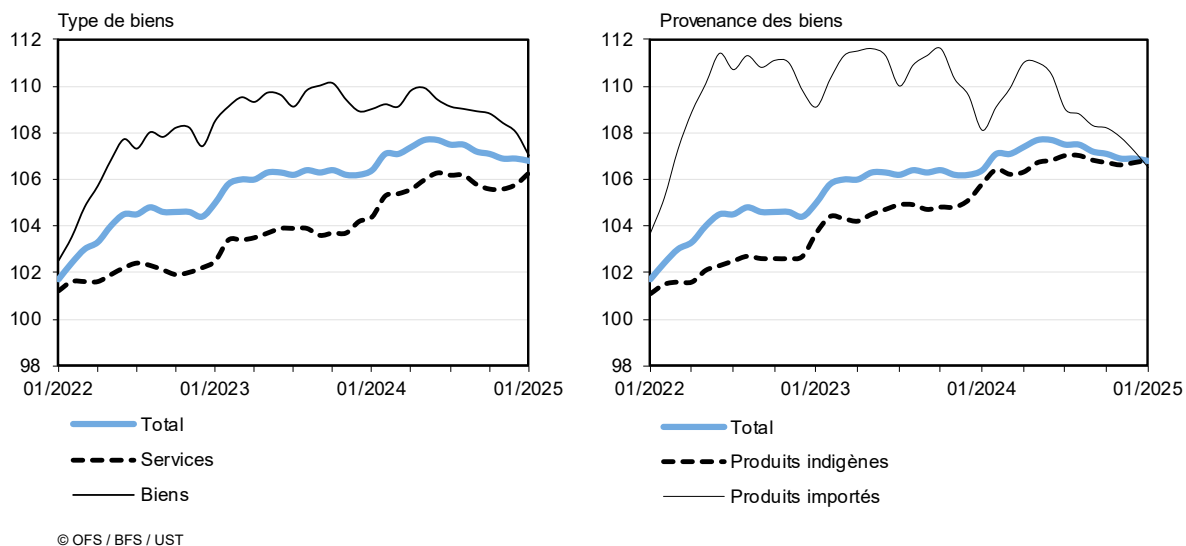 Type de biens
112
110
108
106
104
102
100
98
01/2022
01/2023
01/2024
01/2025
Total
Services
Biens
Provenance des biens
112
110
108
106
104
102
100
98
01/2022
01/2023
01/2024
01/2025
Total
Produits indigènes
Produits importés
© OFS / BFS / UST